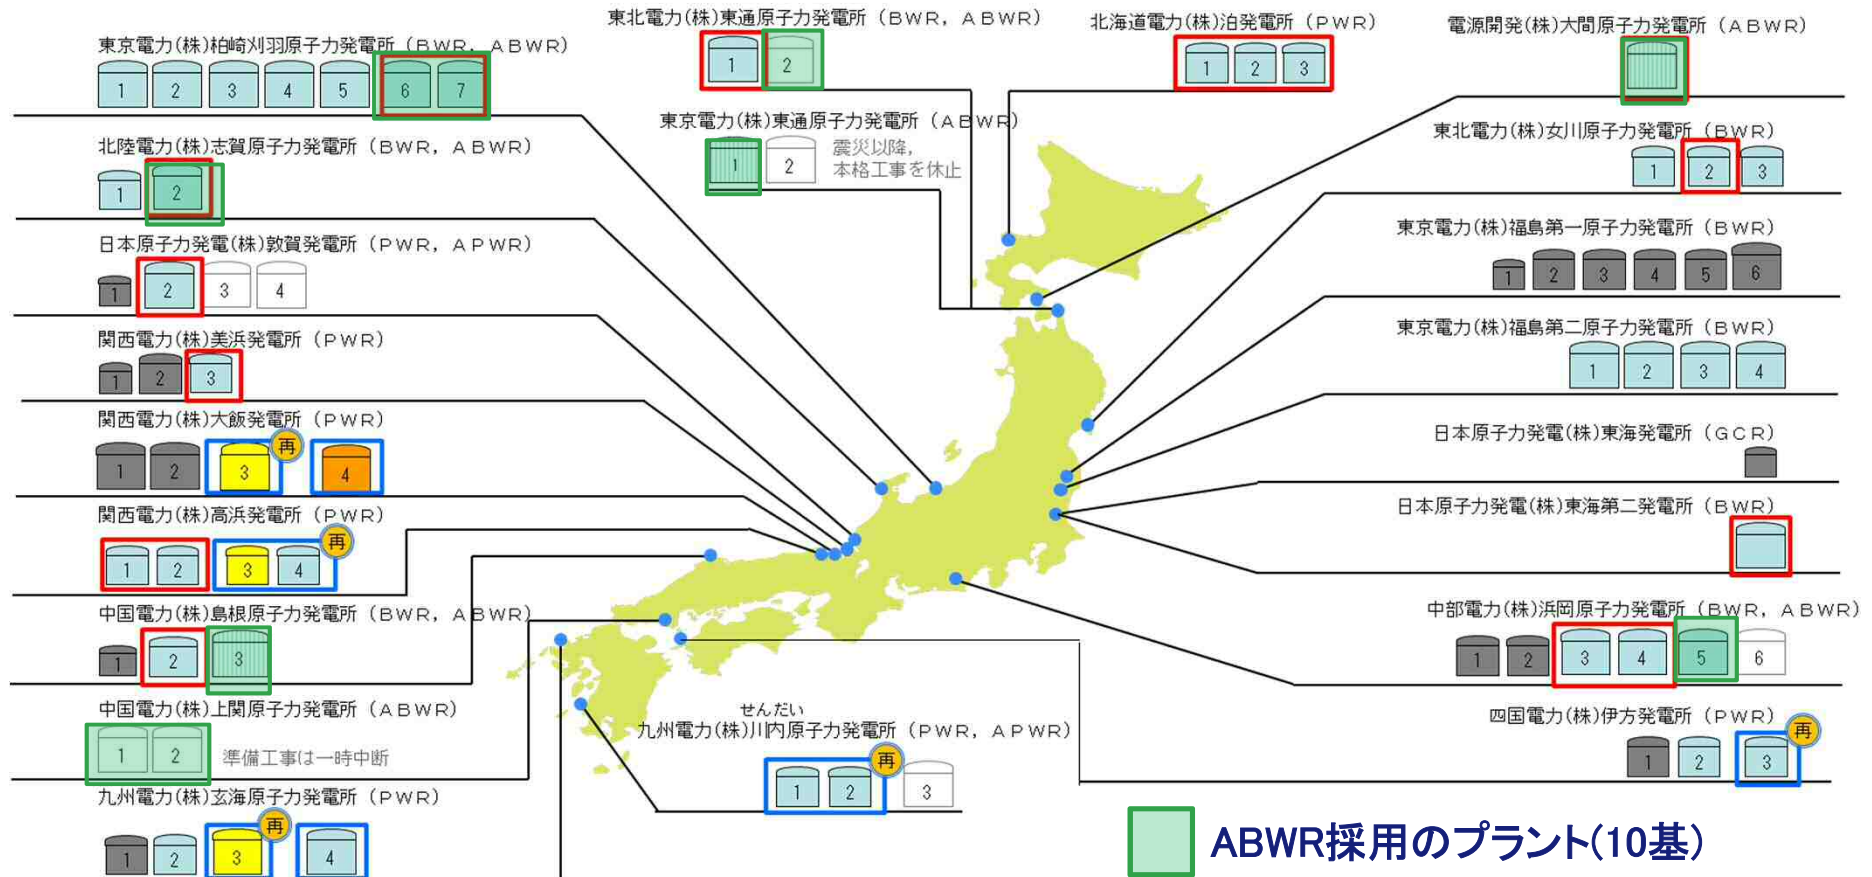 東京電力(株)柏崎刈羽原子力発電所(BWR, ABWR)
1 2 3 4 5 6 7
北陸電力(株)志賀原子力発電所(BWR, ABWR)
1 2
日本原子力発電(株)敦賀発電所(PWR, APWR)
1 2 3 4
関西電力(株)美浜発電所(PWR)
1 2 3
関西電力(株)大飯発電所(PWR)
1 2 3 再 4
関西電力(株)高浜発電所(PWR)
1 2 3 4 再
中国電力(株)島根原子力発電所(BWR, ABWR)
1 2 3
中国電力(株)上関原子力発電所(ABWR)
1 2 準備工事は一時中断
九州電力(株)玄海原子力発電所(PWR)
1 2 3 再 4
東北電力(株)東通原子力発電所(BWR, ABWR)
1 2
東京電力(株)東通原子力発電所(ABWR)
1 2 震災以降,
本格工事を休止
北海道電力(株)泊発電所(PWR)
1 2 3
電源開発(株)大間原子力発電所(ABWR)
東北電力(株)女川原子力発電所(BWR)
1 2 3
東京電力(株)福島第一原子力発電所(BWR)
1 2 3 4 5 6
東京電力(株)福島第二原子力発電所(BWR)
1 2 3 4
日本原子力発電(株)東海発電所(GCR)
日本原子力発電(株)東海第二発電所(BWR)
中部電力(株)浜岡原子力発電所(BWR, ABWR)
1 2 3 4 5 6
四国電力(株)伊方発電所(PWR)
1 2 3 再
せんだい
九州電力(株)川内原子力発電所(PWR, APWR)
1 2 再 3
ABWR採用のプラント(10基)